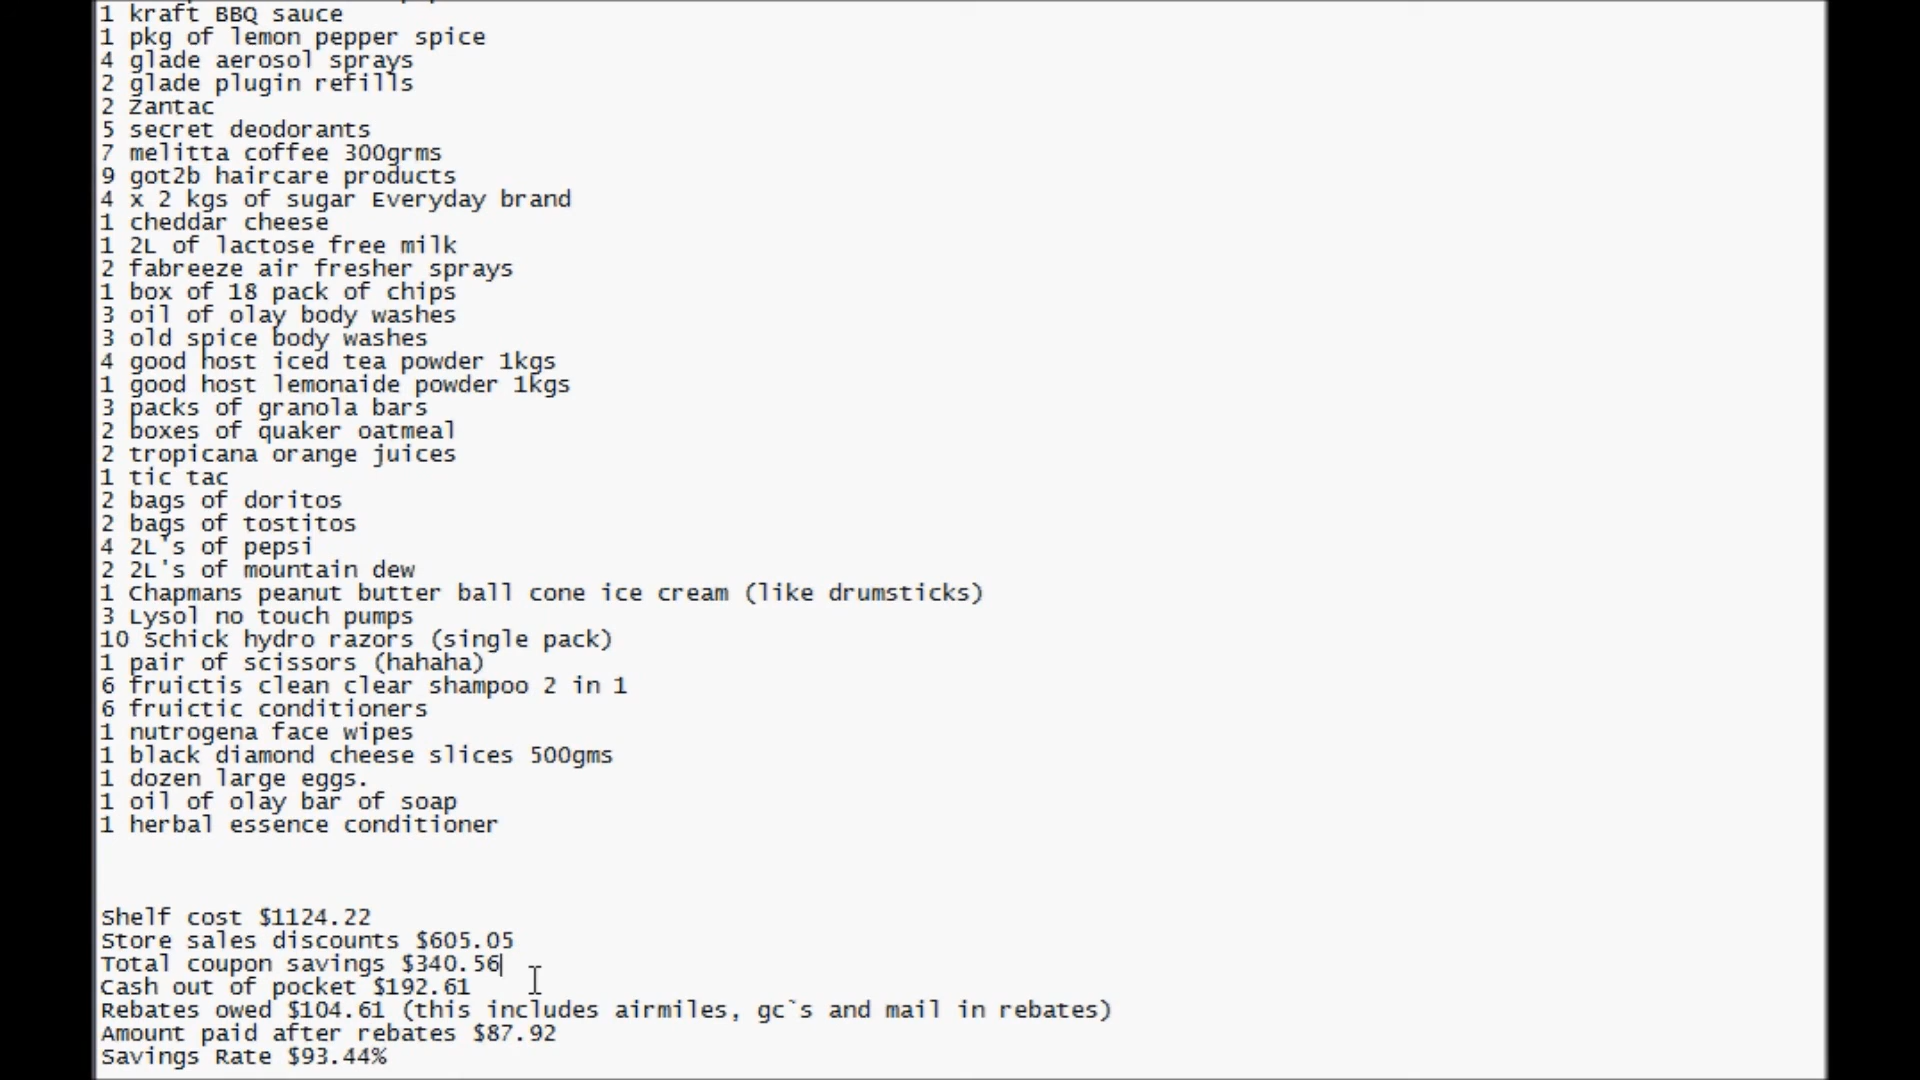 1 kraft BBQ sauce
1 pkg of lemon pepper spice
4 glade aerosol sprays
2 glade plugin refills
2 Zantac
5 secret deodorants
7 melitta coffee 300grms
9 got2b haircare products
4 x 2 kgs of sugar Everyday brand
1 cheddar cheese
1 2L of lactose free milk
2 fabreeze air fresher sprays
1 box of 18 pack of chips
3 oil of olay body washes
3 old spice body washes
4 good host iced tea powder 1kgs
1 good host lemonaide powder 1kgs
3 packs of granola bars
2 boxes of quaker oatmeal
2 tropicana orange juices
1 tic tac
2 bags of doritos
2 bags of tostitos
4 2L's of pepsi
2 2L's of mountain dew
1 Chapmans peanut butter ball cone ice cream (like drumsticks)
3 Lysol no touch pumps
10 Schick hydro razors (single pack)
1 pair of scissors (hahaha)
6 fruictis clean clear shampoo 2 in 1
6 fruictic conditioners
1 nutrogena face wipes
1 black diamond cheese slices 500gms
1 dozen large eggs.
1 oil of olay bar of soap
1 herbal essence conditioner
Shelf cost $1124.22
Store sales discounts $605.05
Total coupon savings $340.56
Cash out of pocket $192.61
Rebates owed $104.61 (this includes airmiles, gc`s and mail in rebates)
Amount paid after rebates $87.92
Savings Rate $93.44%